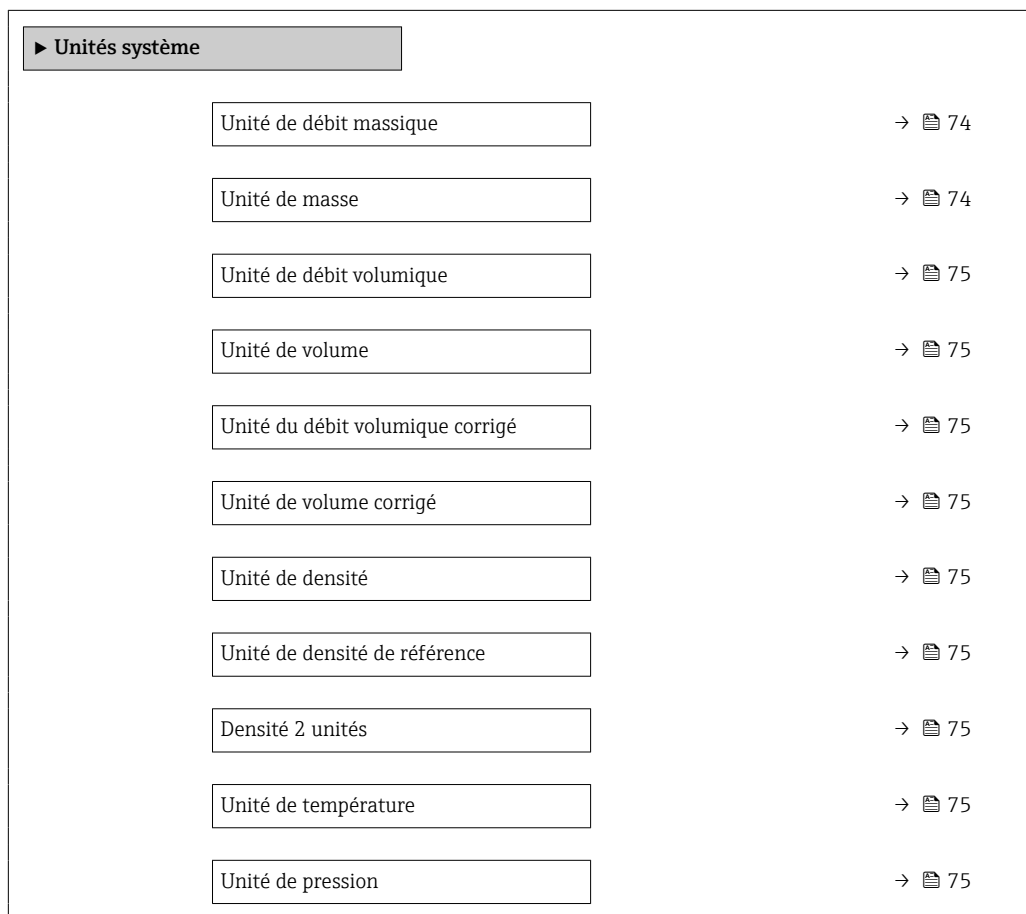 ▶ Unités système
Unité de débit massique → 74
Unité de masse → 74
Unité de débit volumique → 75
Unité de volume → 75
Unité du débit volumique corrigé → 75
Unité de volume corrigé → 75
Unité de densité → 75
Unité de densité de référence → 75
Densité 2 unités → 75
Unité de température → 75
Unité de pression → 75